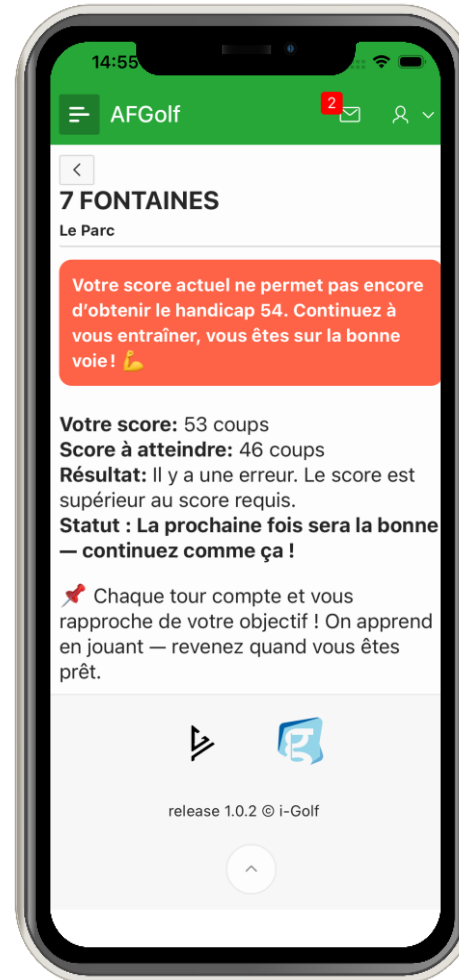 14:55
2
AFGolf
7 FONTAINES
Le Parc
Votre score actuel ne permet pas encore
d’obtenir le handicap 54. Continuez à
vous entraîner, vous êtes sur la bonne
voie! 💪
Votre score: 53 coups
Score à atteindre: 46 coups
Résultat: Il y a une erreur. Le score est
supérieur au score requis.
Statut : La prochaine fois sera la bonne
— continuez comme ça !
📌 Chaque tour compte et vous
rapproche de votre objectif ! On apprend
en jouant — revenez quand vous êtes
prêt.
release 1.0.2 © i-Golf